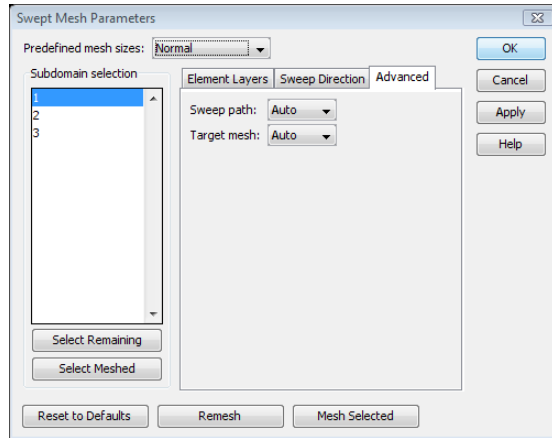 Swept Mesh Parameters
Predefined mesh sizes: Normal
OK
Subdomain selection
Element Layers Sweep Direction Advanced
Cancel
1
Sweep path: Auto
Apply
2
Target mesh: Auto
3
Help
Select Remaining
Select Meshed
Reset to Defaults Remesh Mesh Selected